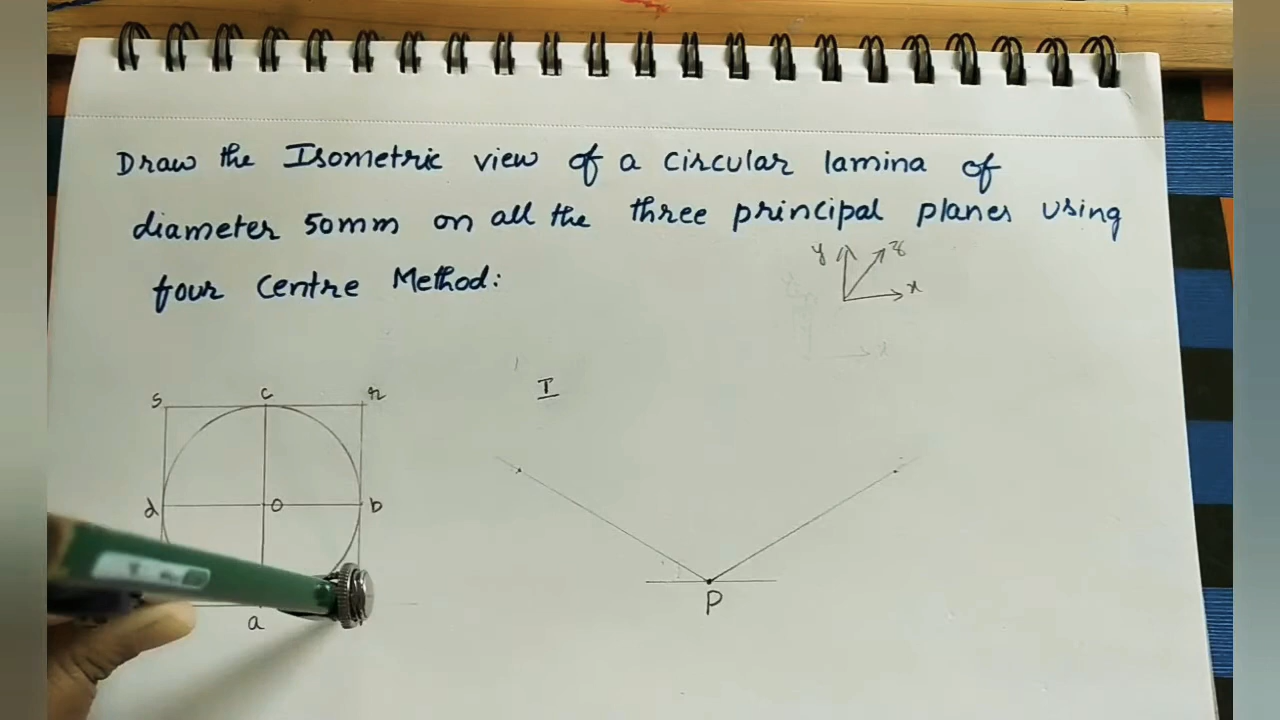 Draw the Isometric view of a circular lamina of
diameter 50mm on all the three principal planes using
four Centre Method:
y z
x
I
s c r
d o b
P
a